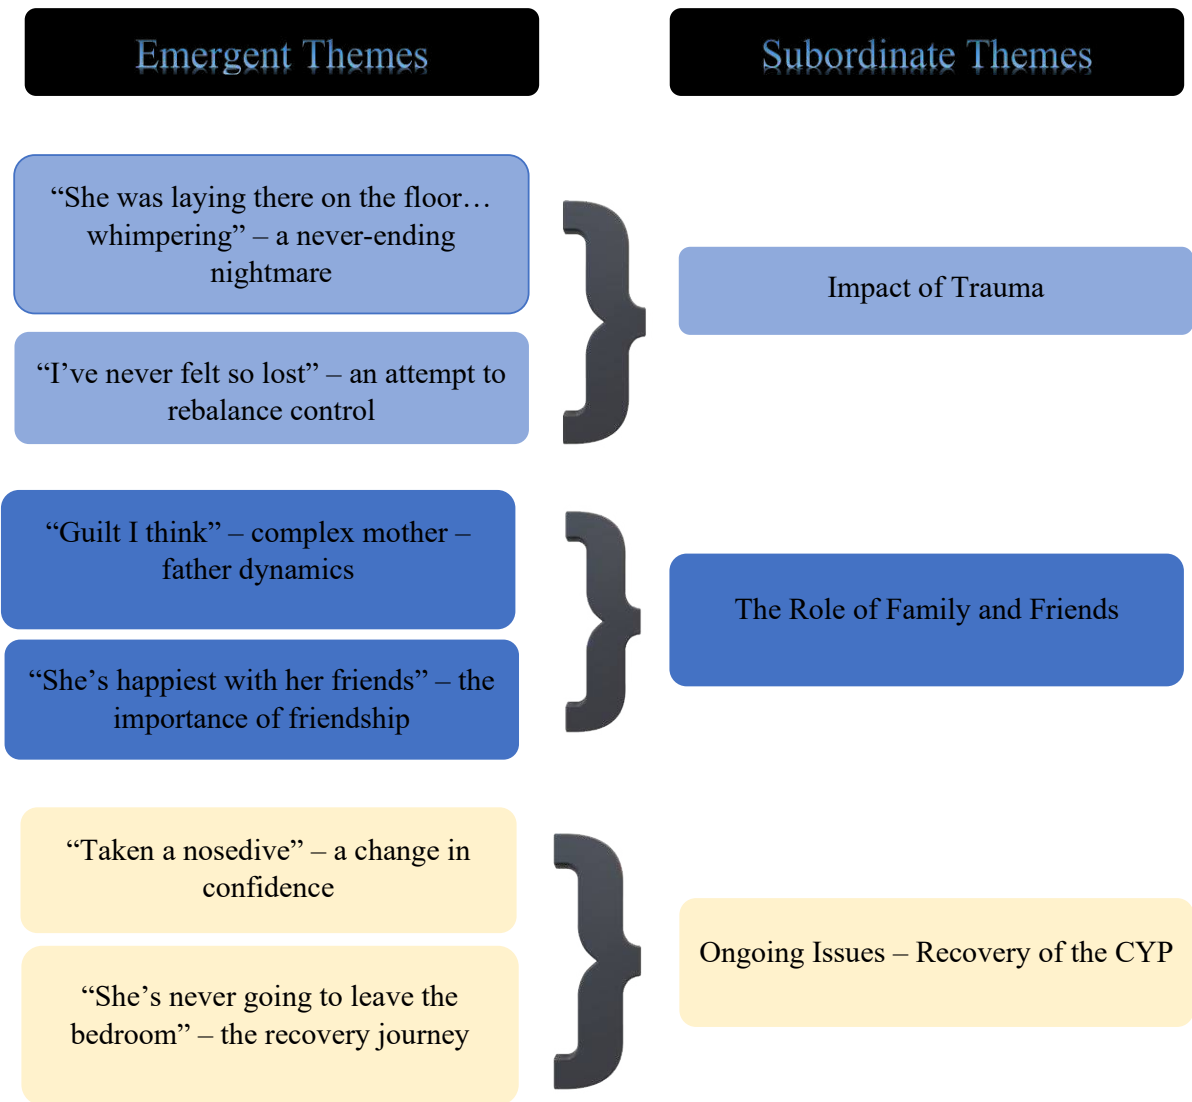 Emergent Themes
Subordinate Themes
“She was laying there on the floor…
whimpering” – a never-ending
nightmare
“I’ve never felt so lost” – an attempt to
rebalance control
Impact of Trauma
“Guilt I think” – complex mother –
father dynamics
“She’s happiest with her friends” – the
importance of friendship
The Role of Family and Friends
“Taken a nosedive” – a change in
confidence
“She’s never going to leave the
bedroom” – the recovery journey
Ongoing Issues – Recovery of the CYP